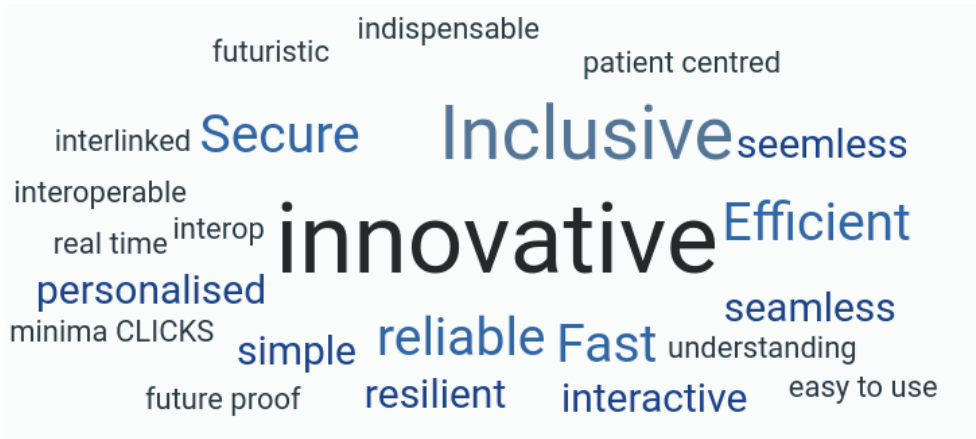 indispensable
futuristic
patient centred
interlinked Secure Inclusive seemless
interoperable
interop innovative Efficient
real time
personalised
seamless
minima CLICKS
simple reliable Fast understanding
future proof resilient interactive easy to use